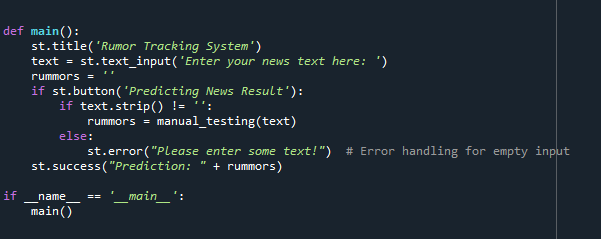 def main():
    st.title('Rumor Tracking System')
    text = st.text_input('Enter your news text here: ')
    rummors = ''
    if st.button('Predicting News Result'):
        if text.strip() != '':
            rummors = manual_testing(text)
        else:
            st.error("Please enter some text!")  # Error handling for empty input
    st.success("Prediction: " + rummors)

if __name__ == '__main__':
    main()